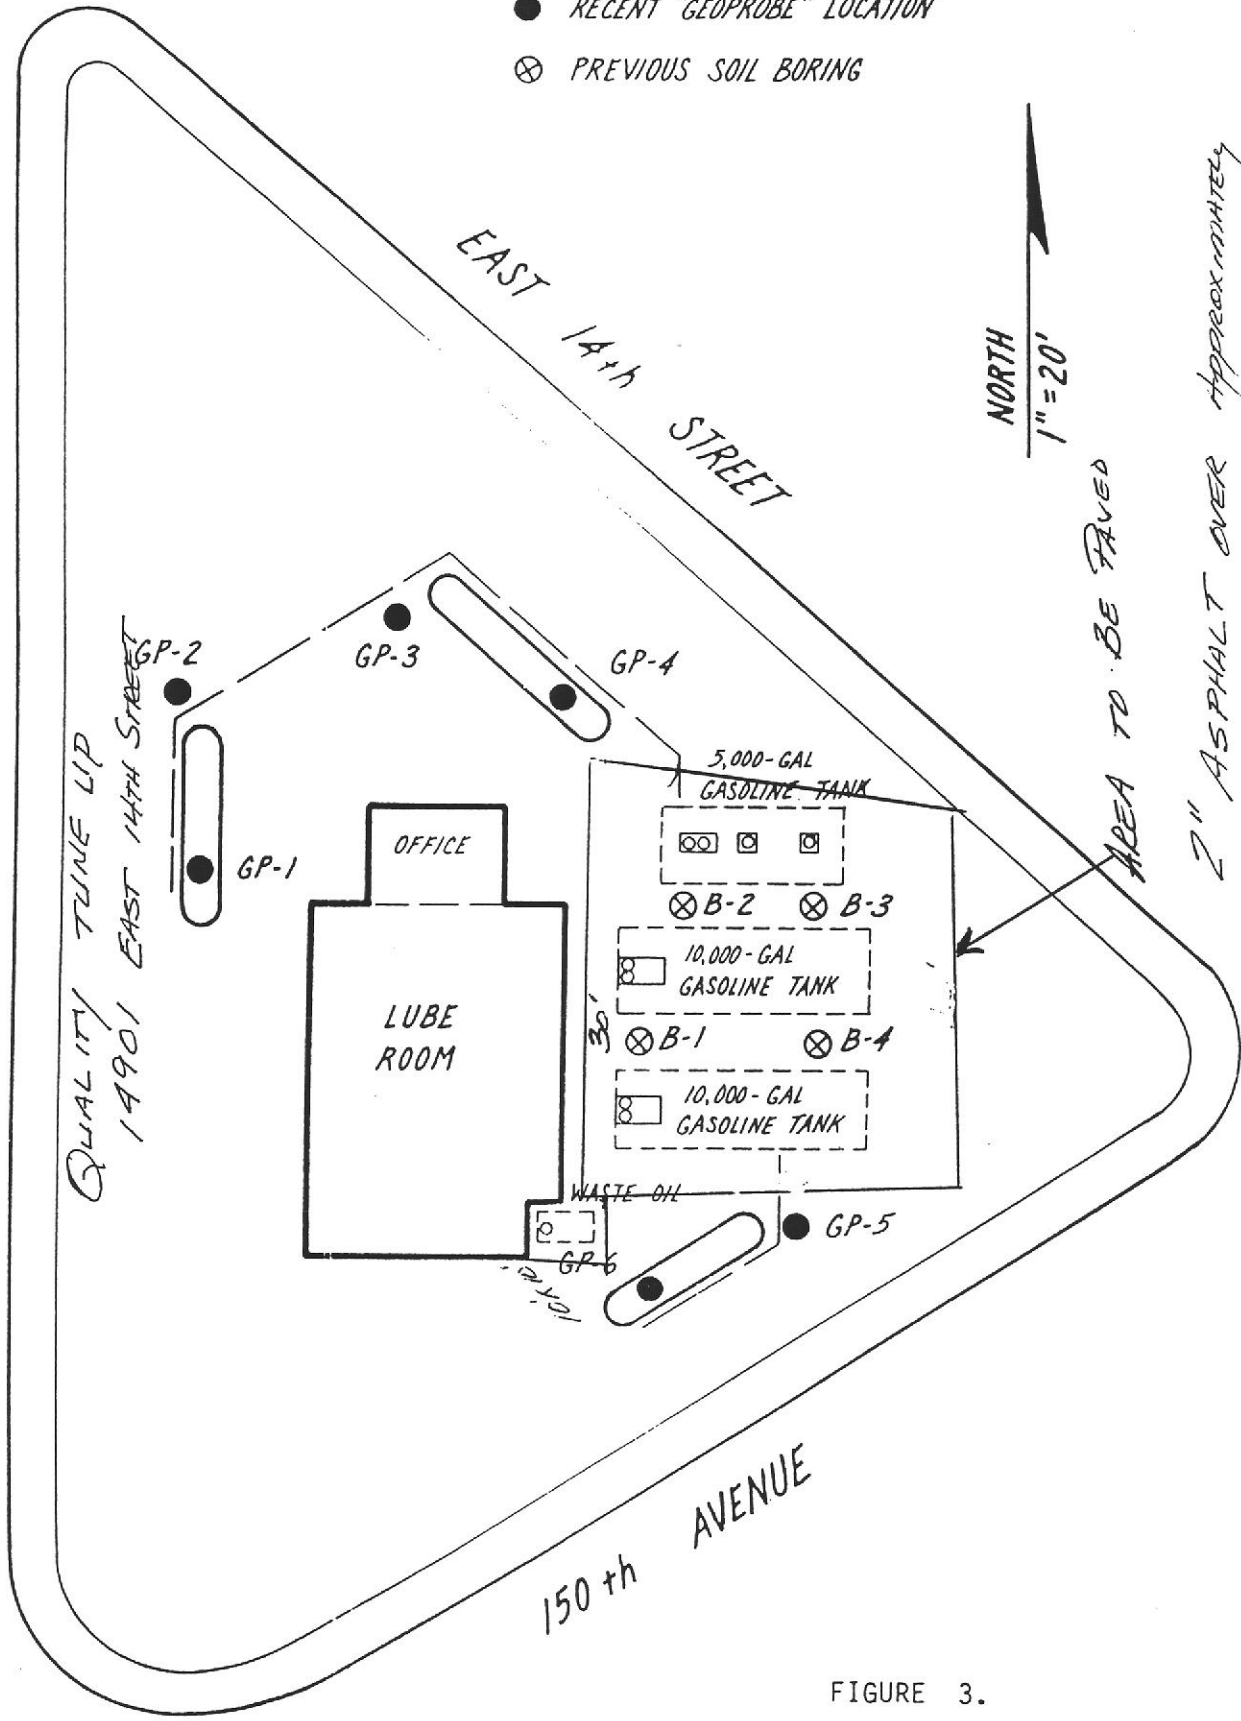 RECENT "GEOPROBE" LOCATION
PREVIOUS SOIL BORING
EAST 14th STREET
NORTH
1"=20'
AREA TO BE PAVED
2" ASPHALT OVER Approximately
QUALITY TUNE UP
14901 EAST 14TH STREET
GP-2
GP-3
GP-4
GP-1
5,000-GAL
GASOLINE TANK
OFFICE
B-2
B-3
10,000-GAL
GASOLINE TANK
LUBE
ROOM
30'
B-1
B-4
10,000-GAL
GASOLINE TANK
WASTE OIL
GP-5
GP-6
150th AVENUE
FIGURE 3.